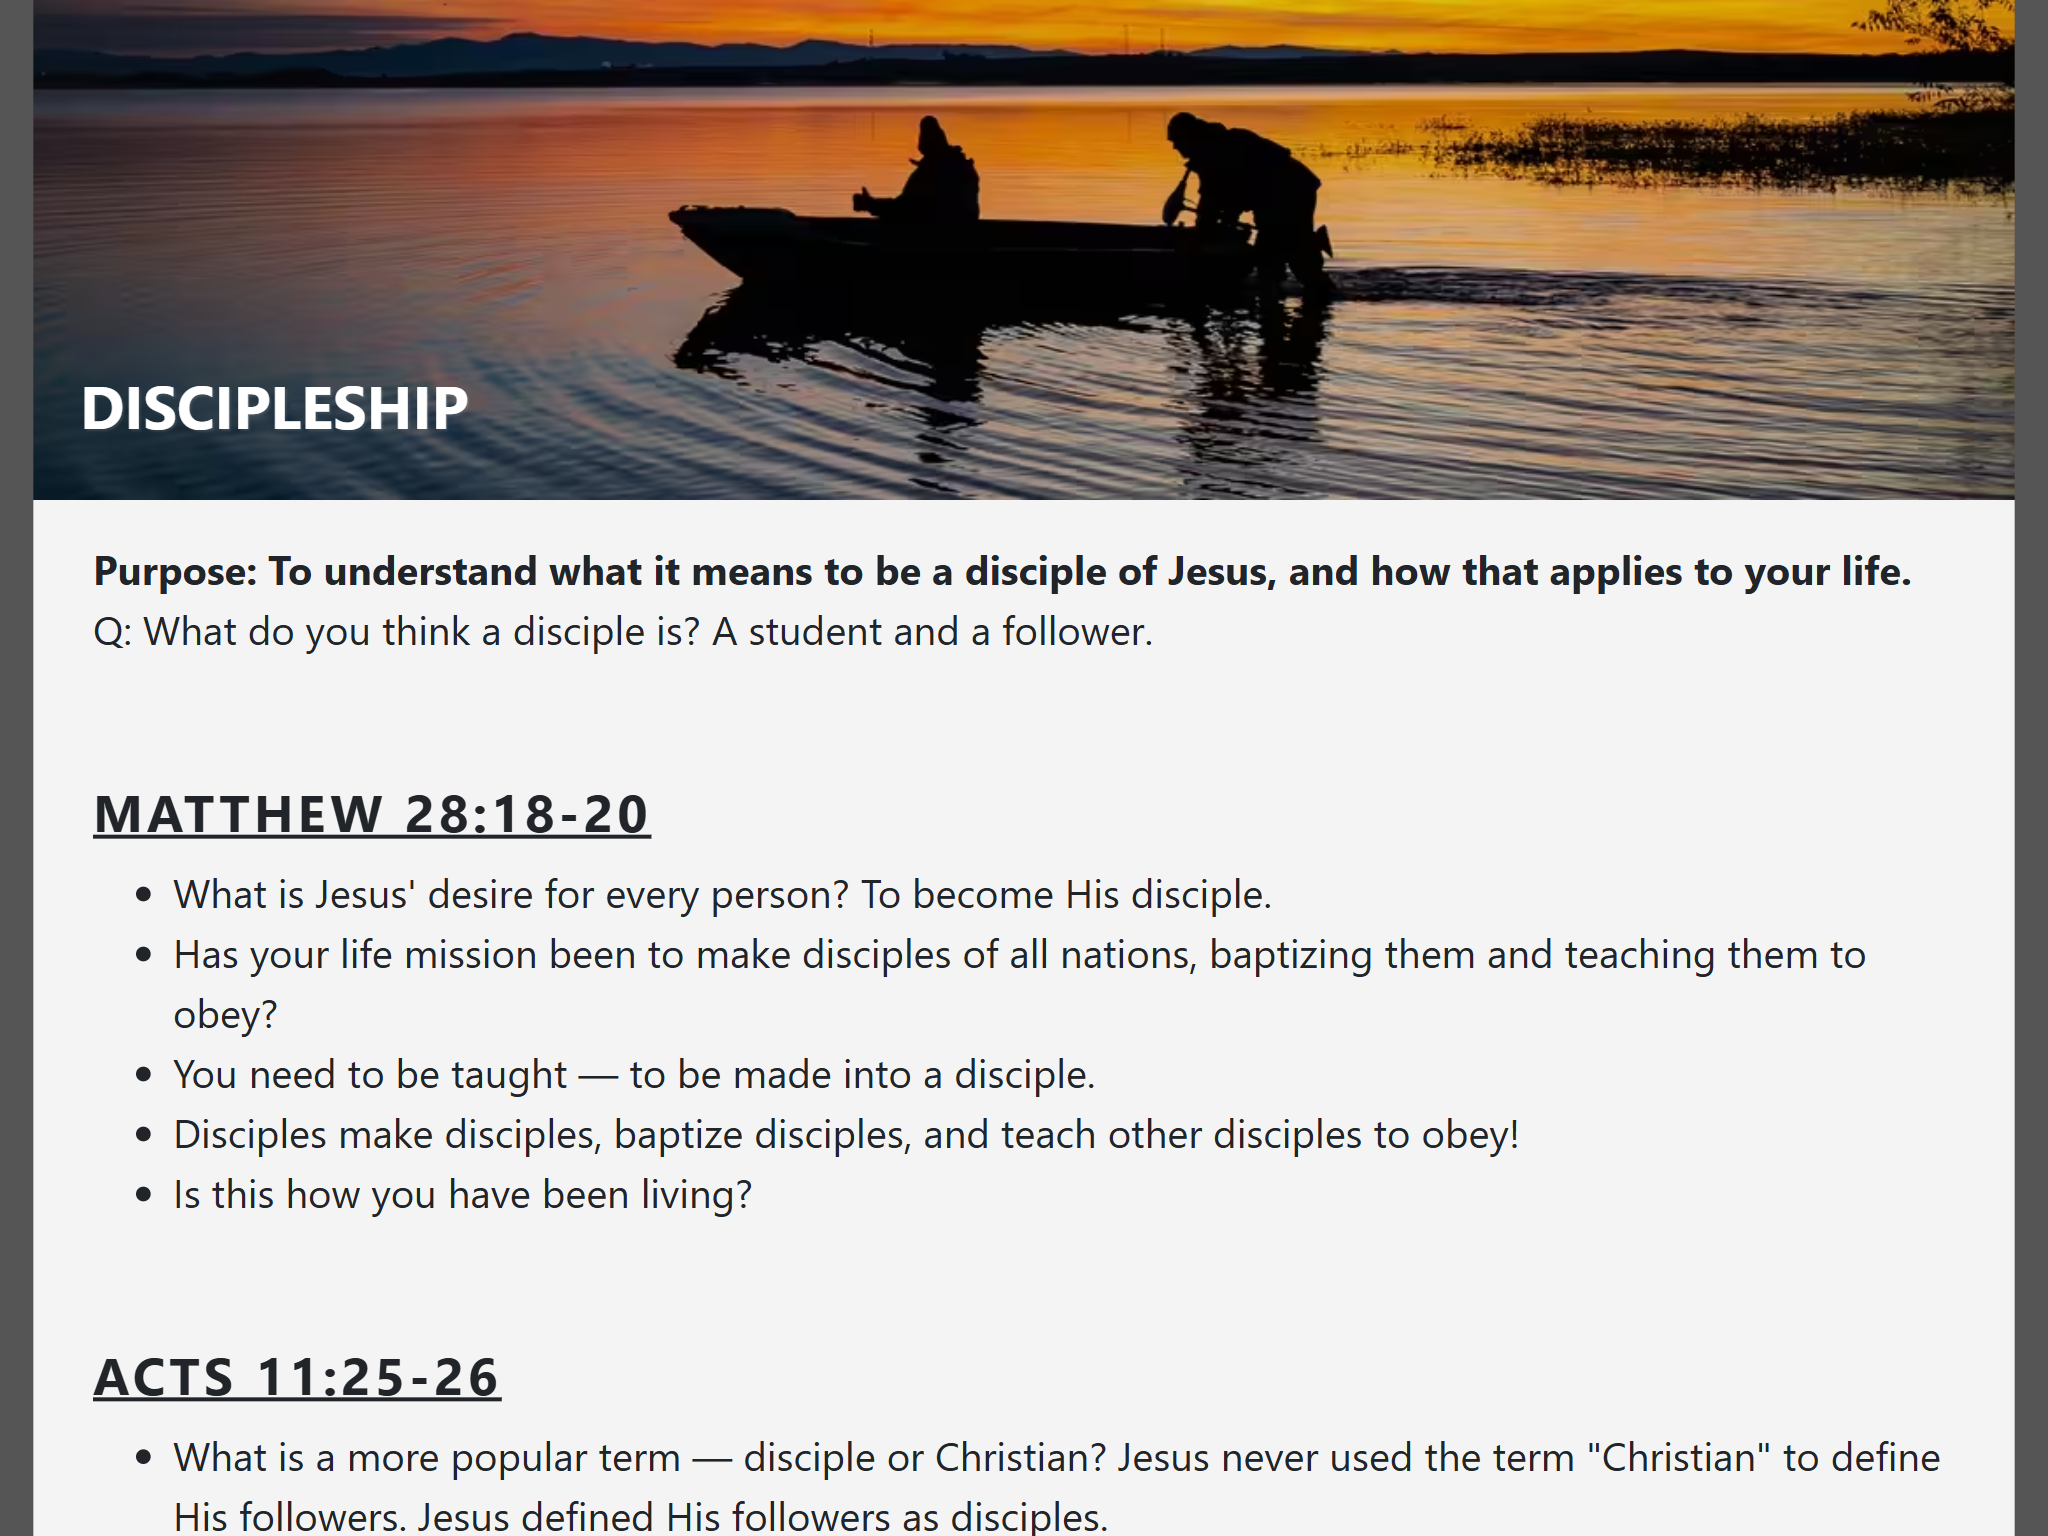 DISCIPLESHIP
Purpose: To understand what it means to be a disciple of Jesus, and how that applies to your life.
Q: What do you think a disciple is? A student and a follower.
MATTHEW 28:18-20
• What is Jesus' desire for every person? To become His disciple.
• Has your life mission been to make disciples of all nations, baptizing them and teaching them to
obey?
• You need to be taught — to be made into a disciple.
• Disciples make disciples, baptize disciples, and teach other disciples to obey!
• Is this how you have been living?
ACTS 11:25-26
• What is a more popular term — disciple or Christian? Jesus never used the term "Christian" to define
His followers. Jesus defined His followers as disciples.